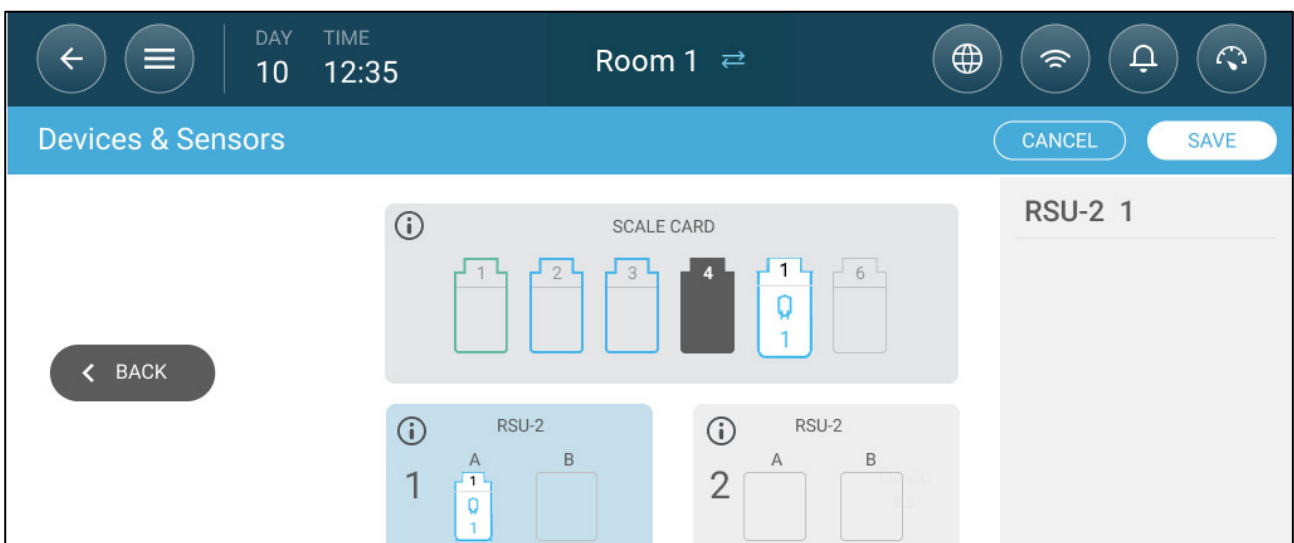 DAY TIME
10 12:35
Room 1
Devices & Sensors
CANCEL
SAVE
RSU-2 1
SCALE CARD
1 2 3 4 1 6
1
BACK
RSU-2
A B
1
1
1
RSU-2
A B
2